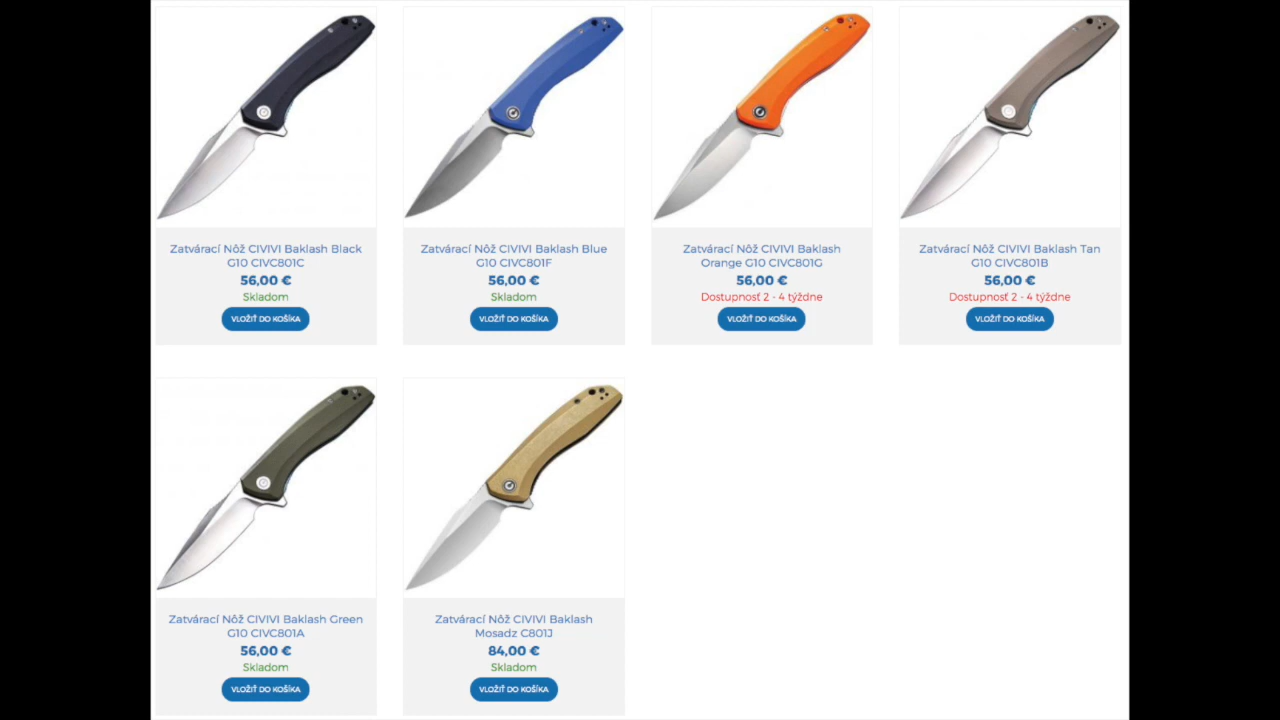 Zatvárací Nôž CIVIVI Baklash Black
G10 CIVC801C
56,00 €
Skladom
VLOŽIŤ DO KOŠÍKA
Zatvárací Nôž CIVIVI Baklash Blue
G10 CIVC801F
56,00 €
Skladom
VLOŽIŤ DO KOŠÍKA
Zatvárací Nôž CIVIVI Baklash
Orange G10 CIVC801G
56,00 €
Dostupnosť 2 - 4 týždne
VLOŽIŤ DO KOŠÍKA
Zatvárací Nôž CIVIVI Baklash Tan
G10 CIVC801B
56,00 €
Dostupnosť 2 - 4 týždne
VLOŽIŤ DO KOŠÍKA
Zatvárací Nôž CIVIVI Baklash Green
G10 CIVC801A
56,00 €
Skladom
VLOŽIŤ DO KOŠÍKA
Zatvárací Nôž CIVIVI Baklash
Mosadz C801J
84,00 €
Skladom
VLOŽIŤ DO KOŠÍKA